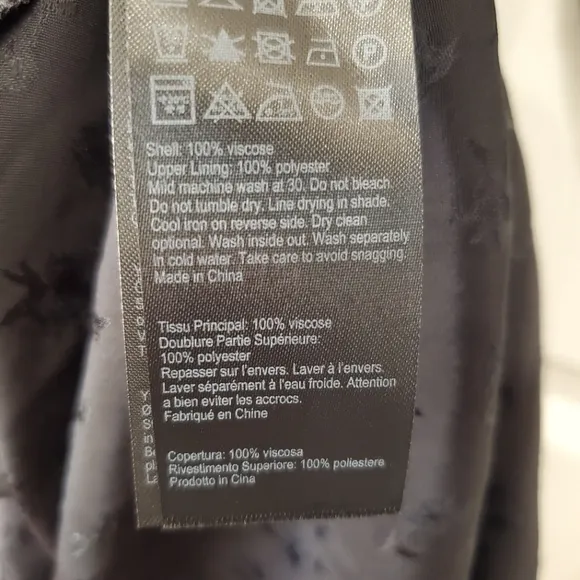 Shell: 100% viscose
Upper Lining: 100% polyester
Mild machine wash at 30. Do not bleach.
Do not tumble dry. Line drying in shade.
Cool iron on reverse side. Dry clean
optional. Wash inside out. Wash separately
In cold water. Take care to avoid snagging.
Made in China
Tissu Principal: 100% viscose
Doublure Partie Supérieure:
100% polyester
Repasser sur l'envers. Laver à l'envers.
Laver séparément à l'eau froide. Attention
a bien eviter les accrocs.
Fabriqué en Chine
Copertura: 100% viscosa
Rivestimento Superiore: 100% poliestere
Prodotto in Cina